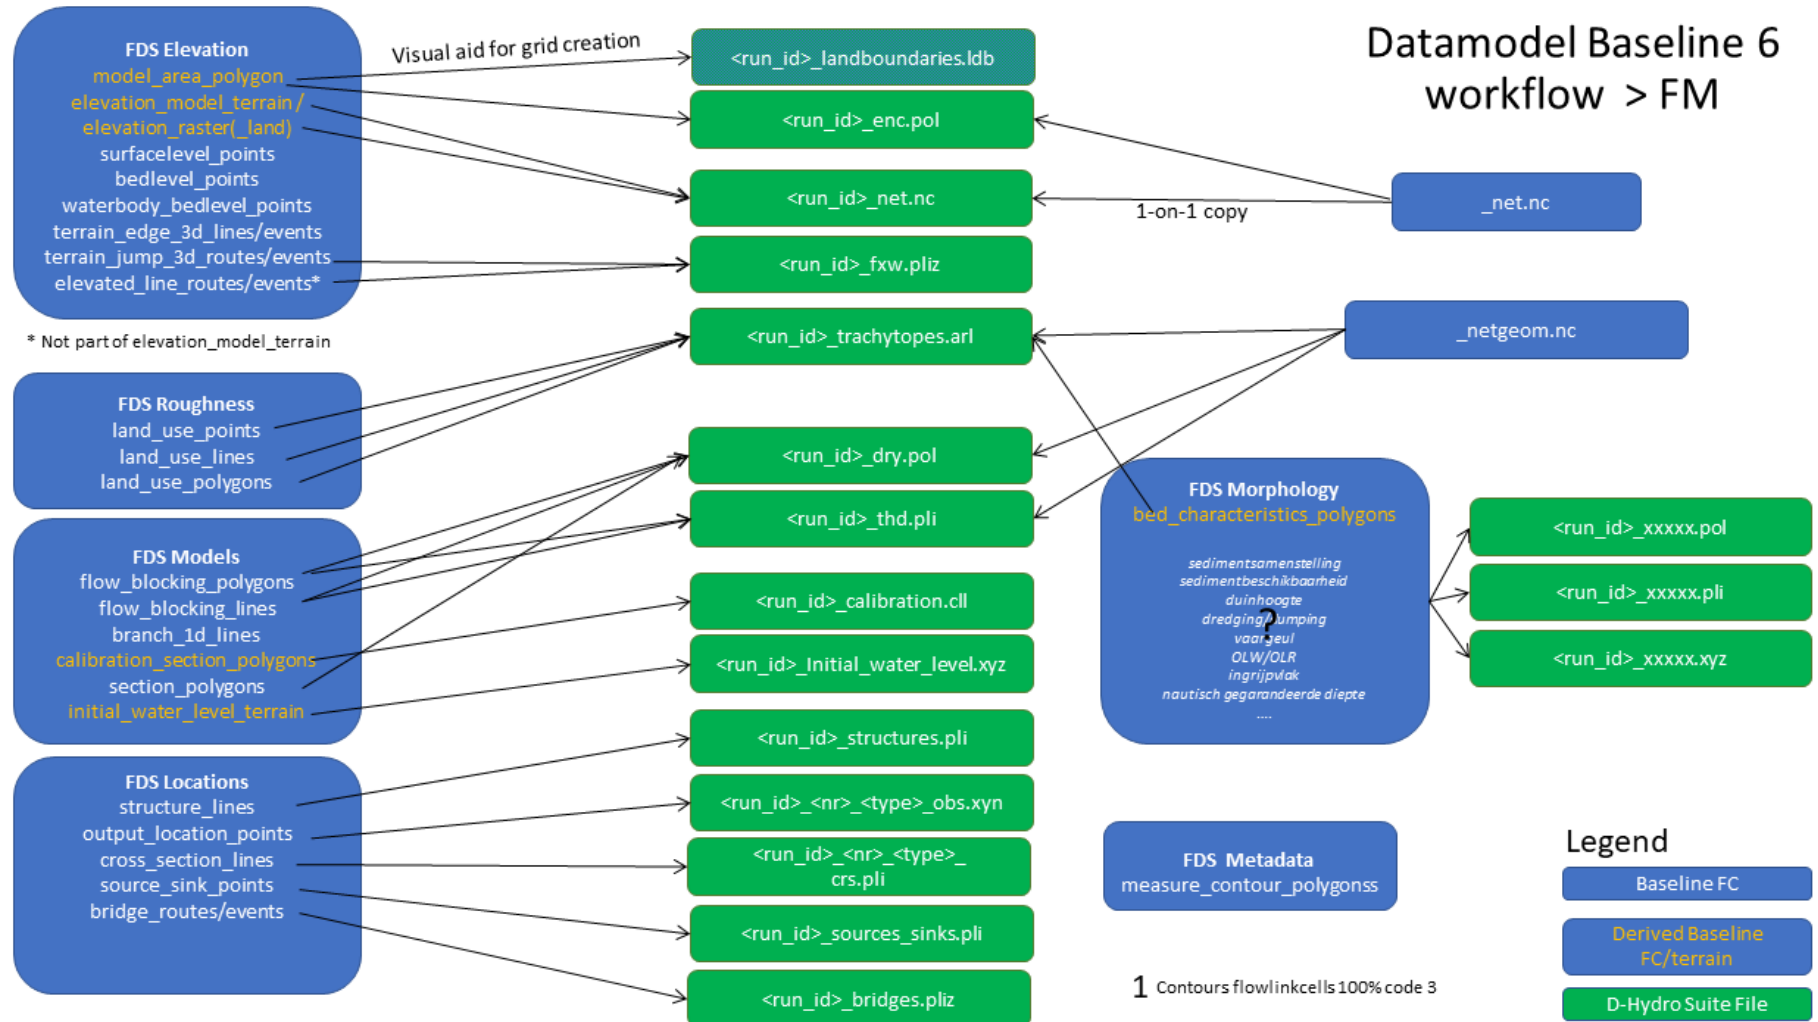 Datamodel Baseline 6
workflow > FM
FDS Elevation
model_area_polygon
elevation_model_terrain /
elevation_raster(_land)
surfacelevel_points
bedlevel_points
waterbody_bedlevel_points
terrain_edge_3d_lines/events
terrain_jump_3d_routes/events
elevated_line_routes/events*
* Not part of elevation_model_terrain
FDS Roughness
land_use_points
land_use_lines
land_use_polygons
FDS Models
flow_blocking_polygons
flow_blocking_lines
branch_1d_lines
calibration_section_polygons
section_polygons
initial_water_level_terrain
FDS Locations
structure_lines
output_location_points
cross_section_lines
source_sink_points
bridge_routes/events
Visual aid for grid creation
<run_id>_landboundaries.ldb
<run_id>_enc.pol
<run_id>_net.nc
<run_id>_fxw.pliz
<run_id>_trachytopes.arl
<run_id>_dry.pol
<run_id>_thd.pli
<run_id>_calibration.cll
<run_id>_Initial_water_level.xyz
<run_id>_structures.pli
<run_id>_<nr>_<type>_obs.xyn
<run_id>_<nr>_<type>_
crs.pli
<run_id>_sources_sinks.pli
<run_id>_bridges.pliz
1-on-1 copy
_net.nc
_netgeom.nc
FDS Morphology
bed_characteristics_polygons
sedimentsamenstelling
sedimentbeschikbaarheid
duinhoogte
dredging/dumping
?
vaargeul
OLW/OLR
ingrijpvlak
nautisch gegarandeerde diepte
....
<run_id>_xxxxx.pol
<run_id>_xxxxx.pli
<run_id>_xxxxx.xyz
FDS Metadata
measure_contour_polygonss
1 Contours flowlinkcells 100% code 3
Legend
Baseline FC
Derived Baseline
FC/terrain
D-Hydro Suite File